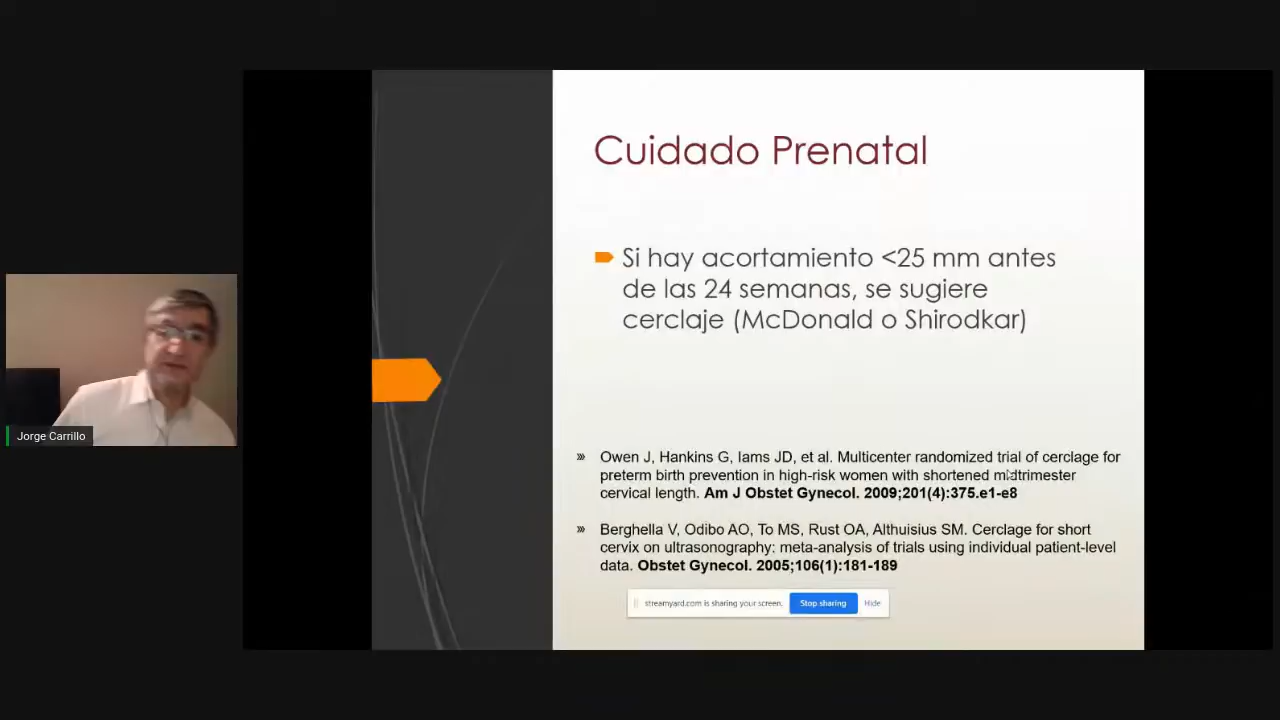 Cuidado Prenatal
Si hay acortamiento <25 mm antes
de las 24 semanas, se sugiere
cerclaje (McDonald o Shirodkar)
Jorge Carrillo
Owen J, Hankins G, Iams JD, et al. Multicenter randomized trial of cerclage for
preterm birth prevention in high-risk women with shortened midtrimester
cervical length. Am J Obstet Gynecol. 2009;201(4):375.e1-e8
Berghella V, Odibo AO, To MS, Rust OA, Althuisius SM. Cerclage for short
cervix on ultrasonography: meta-analysis of trials using individual patient-level
data. Obstet Gynecol. 2005;106(1):181-189
streamyard.com is sharing your screen. Stop sharing Hide